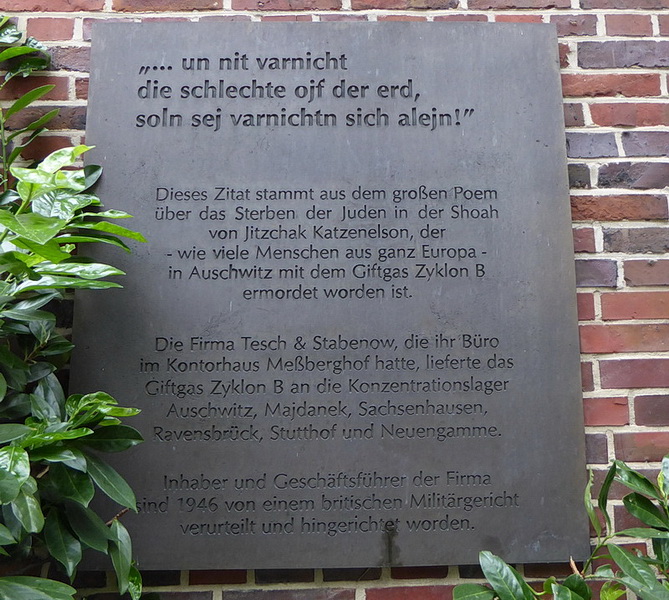 „... un nit varnicht
die schlechte ojf der erd,
soln sej varnichtn sich alejn!”
Dieses Zitat stammt aus dem großen Poem
über das Sterben der Juden in der Shoah
von Jitzchak Katzenelson, der
- wie viele Menschen aus ganz Europa -
in Auschwitz mit dem Giftgas Zyklon B
ermordet worden ist.
Die Firma Tesch & Stabenow, die ihr Büro
im Kontorhaus Meßberghof hatte, lieferte das
Giftgas Zyklon B an die Konzentrationslager
Auschwitz, Majdanek, Sachsenhausen,
Ravensbrück, Stutthof und Neuengamme.
Inhaber und Geschäftsführer der Firma
sind 1946 von einem britischen Militärgericht
verurteilt und hingerichtet worden.